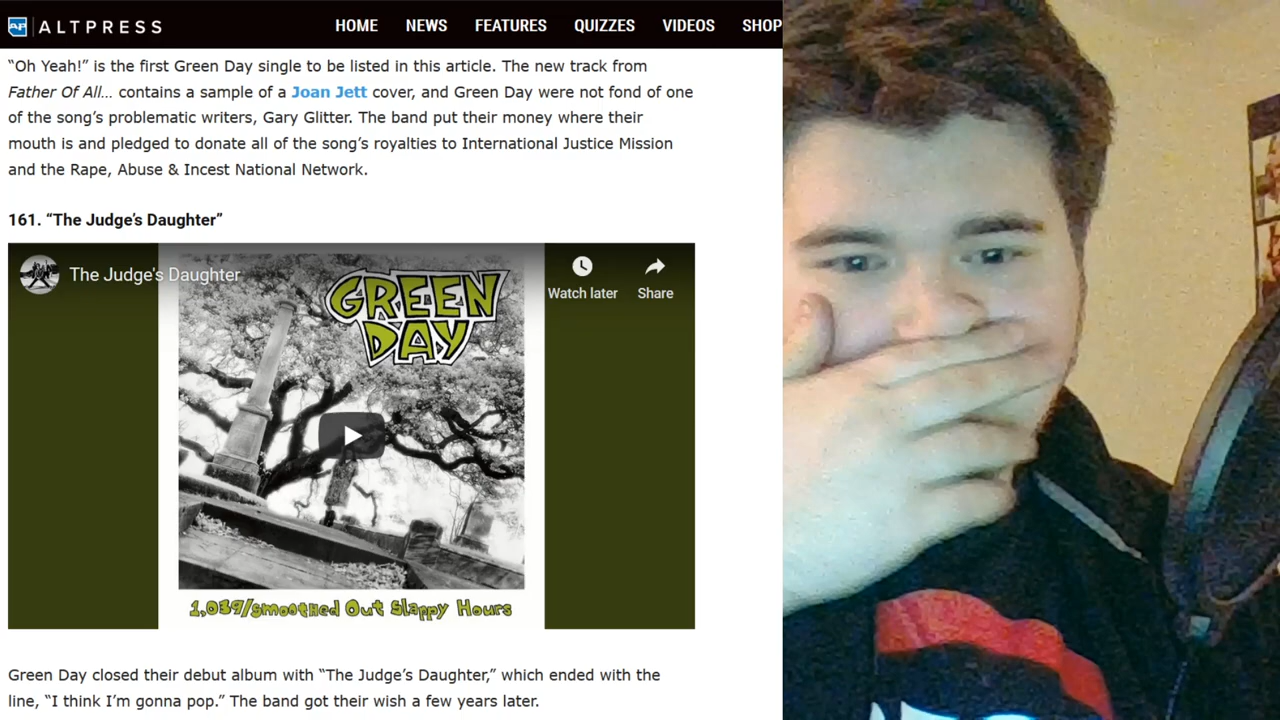 AP ALTPRESS HOME NEWS FEATURES QUIZZES VIDEOS SHOP
“Oh Yeah!” is the first Green Day single to be listed in this article. The new track from
Father Of All… contains a sample of a Joan Jett cover, and Green Day were not fond of one
of the song’s problematic writers, Gary Glitter. The band put their money where their
mouth is and pledged to donate all of the song’s royalties to International Justice Mission
and the Rape, Abuse & Incest National Network.
161. “The Judge’s Daughter”
The Judge's Daughter
Watch later Share
GREEN
DAY
1,039/Smoothed Out Slappy Hours
Green Day closed their debut album with “The Judge’s Daughter,” which ended with the
line, “I think I’m gonna pop.” The band got their wish a few years later.